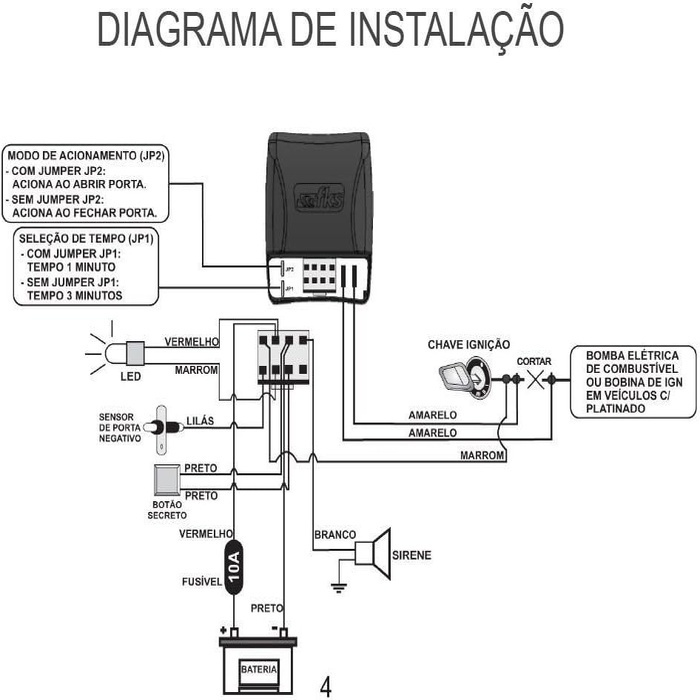 DIAGRAMA DE INSTALAÇÃO
MODO DE ACIONAMENTO (JP2)
- COM JUMPER JP2:
ACIONA AO ABRIR PORTA.
- SEM JUMPER JP2:
ACIONA AO FECHAR PORTA.
fks
SELEÇÃO DE TEMPO (JP1)
- COM JUMPER JP1:
TEMPO 1 MINUTO
- SEM JUMPER JP1:
TEMPO 3 MINUTOS
JP2
JP1
VERMELHO
MARROM
LED
CHAVE IGNIÇÃO
CORTAR
BOMBA ELÉTRICA
DE COMBUSTÍVEL
OU BOBINA DE IGN
EM VEÍCULOS C/
PLATINADO
SENSOR
DE PORTA
NEGATIVO
LILÁS
AMARELO
AMARELO
MARROM
PRETO
PRETO
BOTÃO
SECRETO
VERMELHO
BRANCO
SIRENE
10A
FUSÍVEL
PRETO
+
-
BATERIA
4